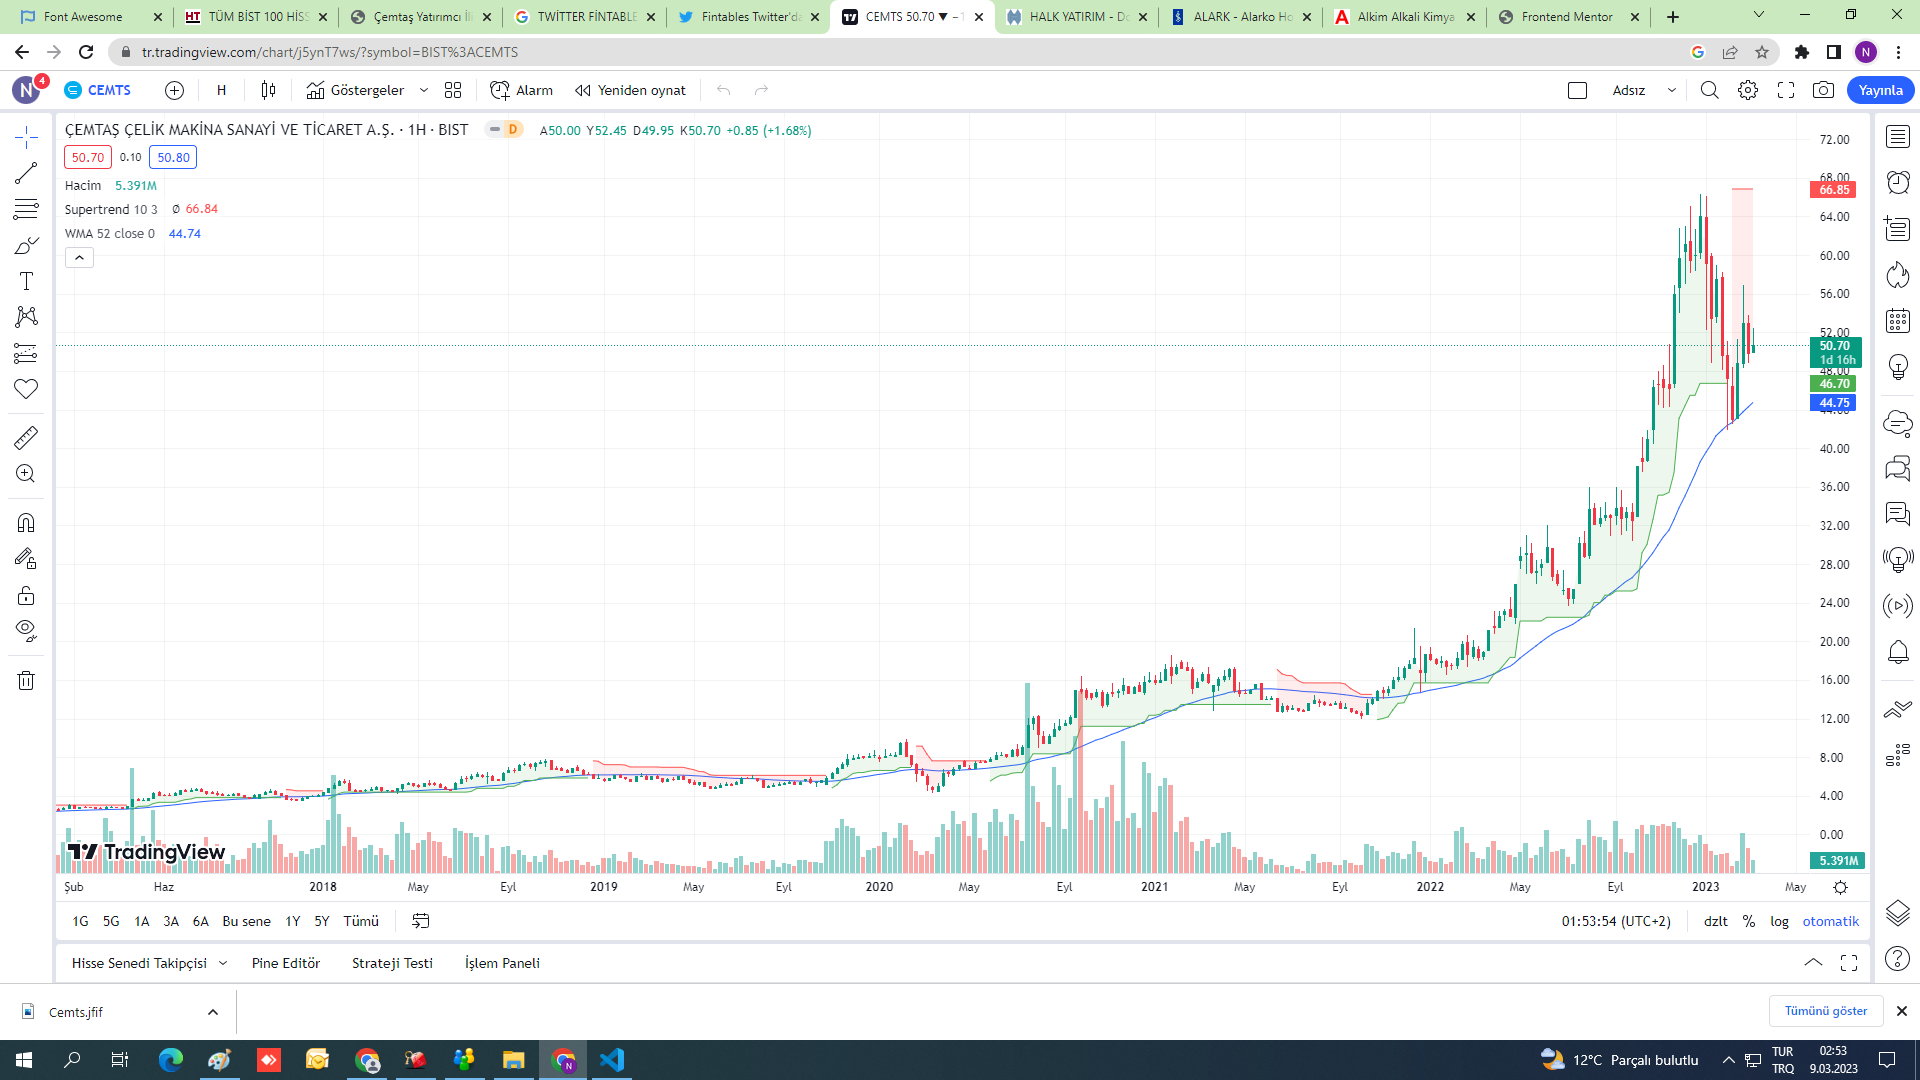 Font Awesome
TÜM BİST 100 HİSS
Çemtaş Yatırımcı İli
TWİTTER FİNTABLE
Fintables Twitter'da
CEMTS 50.70 ▼ −1
HALK YATIRIM - Do
ALARK - Alarko Ho
Alkim Alkali Kimya
Frontend Mentor
tr.tradingview.com/chart/j5ynT7ws/?symbol=BIST%3ACEMTS
N
N 4
CEMTS
H
Göstergeler
Alarm
Yeniden oynat
Adsız
Yayınla
ÇEMTAŞ ÇELİK MAKİNA SANAYİ VE TİCARET A.Ş. · 1H · BIST
D
A50.00 Y52.45 D49.95 K50.70 +0.85 (+1.68%)
50.70 0.10 50.80
Hacim 5.391M
Supertrend 10 3 Ø 66.84
WMA 52 close 0 44.74
72.00
68.00
66.85
64.00
60.00
56.00
52.00
50.70
1d 16h
48.00
46.70
44.75
44.00
40.00
36.00
32.00
28.00
24.00
20.00
16.00
12.00
8.00
4.00
0.00
5.391M
TradingView
Şub Haz 2018 May Eyl 2019 May Eyl 2020 May Eyl 2021 May Eyl 2022 May Eyl 2023 May
1G 5G 1A 3A 6A Bu sene 1Y 5Y Tümü
01:53:54 (UTC+2) dzlt % log otomatik
Hisse Senedi Takipçisi Pine Editör Strateji Testi İşlem Paneli
Cemts.jfif
Tümünü göster
12°C Parçalı bulutlu
TUR
TRQ
02:53
9.03.2023